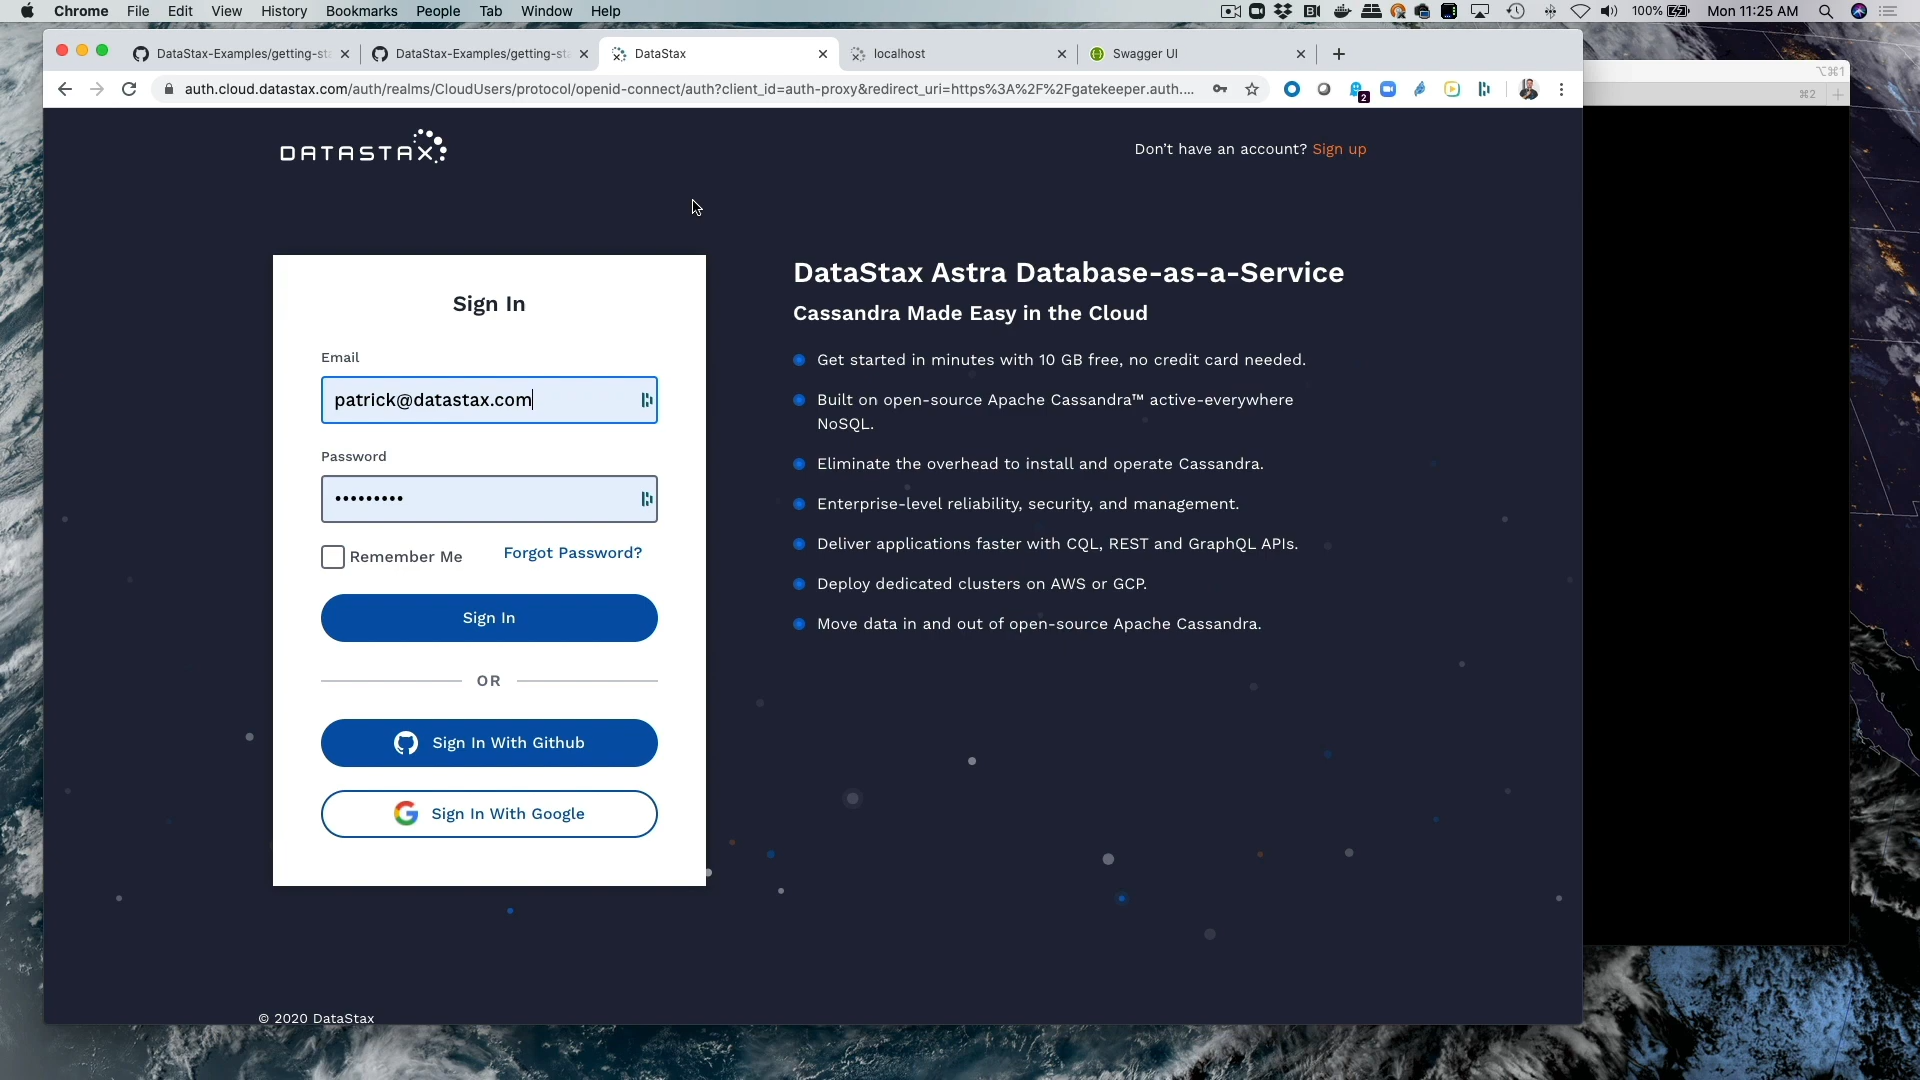 Chrome File Edit View History Bookmarks People Tab Window Help
100% Mon 11:25 AM
DataStax-Examples/getting-sta
DataStax-Examples/getting-sta
DataStax
localhost
Swagger UI
⌥⌘1
auth.cloud.datastax.com/auth/realms/CloudUsers/protocol/openid-connect/auth?client_id=auth-proxy&redirect_uri=https%3A%2F%2Fgatekeeper.auth....
2
⌘2
DATASTAX
Don't have an account? Sign up
Sign In
Email
patrick@datastax.com
Password
•••••••••
Remember Me
Forgot Password?
Sign In
OR
Sign In With Github
Sign In With Google
DataStax Astra Database-as-a-Service
Cassandra Made Easy in the Cloud
Get started in minutes with 10 GB free, no credit card needed.
Built on open-source Apache Cassandra™ active-everywhere
NoSQL.
Eliminate the overhead to install and operate Cassandra.
Enterprise-level reliability, security, and management.
Deliver applications faster with CQL, REST and GraphQL APIs.
Deploy dedicated clusters on AWS or GCP.
Move data in and out of open-source Apache Cassandra.
© 2020 DataStax